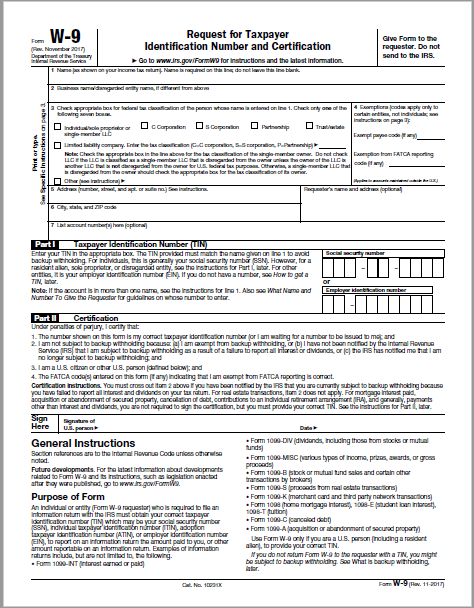 Form W-9
(Rev. November 2017)
Department of the Treasury
Internal Revenue Service
Request for Taxpayer
Identification Number and Certification
▶ Go to www.irs.gov/FormW9 for instructions and the latest information.
Give Form to the
requester. Do not
send to the IRS.
Print or type.
See Specific Instructions on page 3.
1 Name (as shown on your income tax return). Name is required on this line; do not leave this line blank.
2 Business name/disregarded entity name, if different from above
3 Check appropriate box for federal tax classification of the person whose name is entered on line 1. Check only one of the
following seven boxes.
Individual/sole proprietor or
single-member LLC
C Corporation
S Corporation
Partnership
Trust/estate
Limited liability company. Enter the tax classification (C=C corporation, S=S corporation, P=Partnership) ▶
Note: Check the appropriate box in the line above for the tax classification of the single-member owner. Do not check
LLC if the LLC is classified as a single-member LLC that is disregarded from the owner unless the owner of the LLC is
another LLC that is not disregarded from the owner for U.S. federal tax purposes. Otherwise, a single-member LLC that
is disregarded from the owner should check the appropriate box for the tax classification of its owner.
Other (see instructions) ▶
4 Exemptions (codes apply only to
certain entities, not individuals; see
instructions on page 3):
Exempt payee code (if any)
Exemption from FATCA reporting
code (if any)
(Applies to accounts maintained outside the U.S.)
5 Address (number, street, and apt. or suite no.) See instructions.
Requester's name and address (optional)
6 City, state, and ZIP code
7 List account number(s) here (optional)
Part I Taxpayer Identification Number (TIN)
Enter your TIN in the appropriate box. The TIN provided must match the name given on line 1 to avoid
backup withholding. For individuals, this is generally your social security number (SSN). However, for a
resident alien, sole proprietor, or disregarded entity, see the instructions for Part I, later. For other
entities, it is your employer identification number (EIN). If you do not have a number, see How to get a
TIN, later.
Note: If the account is in more than one name, see the instructions for line 1. Also see What Name and
Number To Give the Requester for guidelines on whose number to enter.
Social security number
– –
or
Employer identification number
–
Part II Certification
Under penalties of perjury, I certify that:
1. The number shown on this form is my correct taxpayer identification number (or I am waiting for a number to be issued to me); and
2. I am not subject to backup withholding because: (a) I am exempt from backup withholding, or (b) I have not been notified by the Internal Revenue
Service (IRS) that I am subject to backup withholding as a result of a failure to report all interest or dividends, or (c) the IRS has notified me that I am
no longer subject to backup withholding; and
3. I am a U.S. citizen or other U.S. person (defined below); and
4. The FATCA code(s) entered on this form (if any) indicating that I am exempt from FATCA reporting is correct.
Certification instructions. You must cross out item 2 above if you have been notified by the IRS that you are currently subject to backup withholding because
you have failed to report all interest and dividends on your tax return. For real estate transactions, item 2 does not apply. For mortgage interest paid,
acquisition or abandonment of secured property, cancellation of debt, contributions to an individual retirement arrangement (IRA), and generally, payments
other than interest and dividends, you are not required to sign the certification, but you must provide your correct TIN. See the instructions for Part II, later.
Sign
Here
Signature of
U.S. person ▶
Date ▶
General Instructions
Section references are to the Internal Revenue Code unless otherwise
noted.
Future developments. For the latest information about developments
related to Form W-9 and its instructions, such as legislation enacted
after they were published, go to www.irs.gov/FormW9.
Purpose of Form
An individual or entity (Form W-9 requester) who is required to file an
information return with the IRS must obtain your correct taxpayer
identification number (TIN) which may be your social security number
(SSN), individual taxpayer identification number (ITIN), adoption
taxpayer identification number (ATIN), or employer identification number
(EIN), to report on an information return the amount paid to you, or other
amount reportable on an information return. Examples of information
returns include, but are not limited to, the following.
• Form 1099-INT (interest earned or paid)
• Form 1099-DIV (dividends, including those from stocks or mutual
funds)
• Form 1099-MISC (various types of income, prizes, awards, or gross
proceeds)
• Form 1099-B (stock or mutual fund sales and certain other
transactions by brokers)
• Form 1099-S (proceeds from real estate transactions)
• Form 1099-K (merchant card and third party network transactions)
• Form 1098 (home mortgage interest), 1098-E (student loan interest),
1098-T (tuition)
• Form 1099-C (canceled debt)
• Form 1099-A (acquisition or abandonment of secured property)
Use Form W-9 only if you are a U.S. person (including a resident
alien), to provide your correct TIN.
If you do not return Form W-9 to the requester with a TIN, you might
be subject to backup withholding. See What is backup withholding,
later.
Cat. No. 10231X
Form W-9 (Rev. 11-2017)